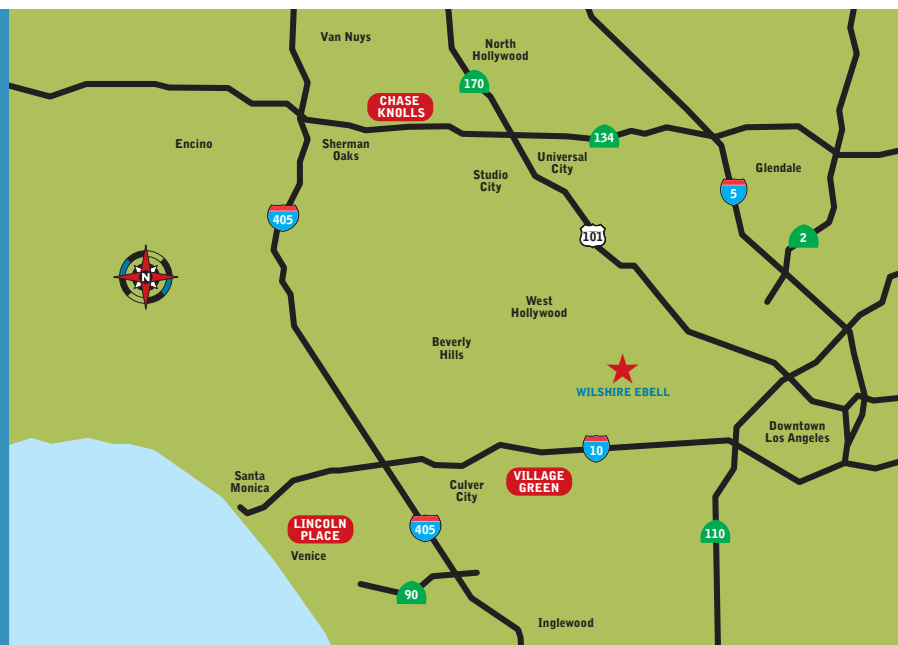 Van Nuys
North
Hollywood
170
CHASE
KNOLLS
134
Encino
Sherman
Oaks
Universal
City
Studio
City
Glendale
5
405
101
2
N
West
Hollywood
Beverly
Hills
WILSHIRE EBELL
Downtown
Los Angeles
10
Santa
Monica
Culver
City
VILLAGE
GREEN
LINCOLN
PLACE
405
110
Venice
90
Inglewood